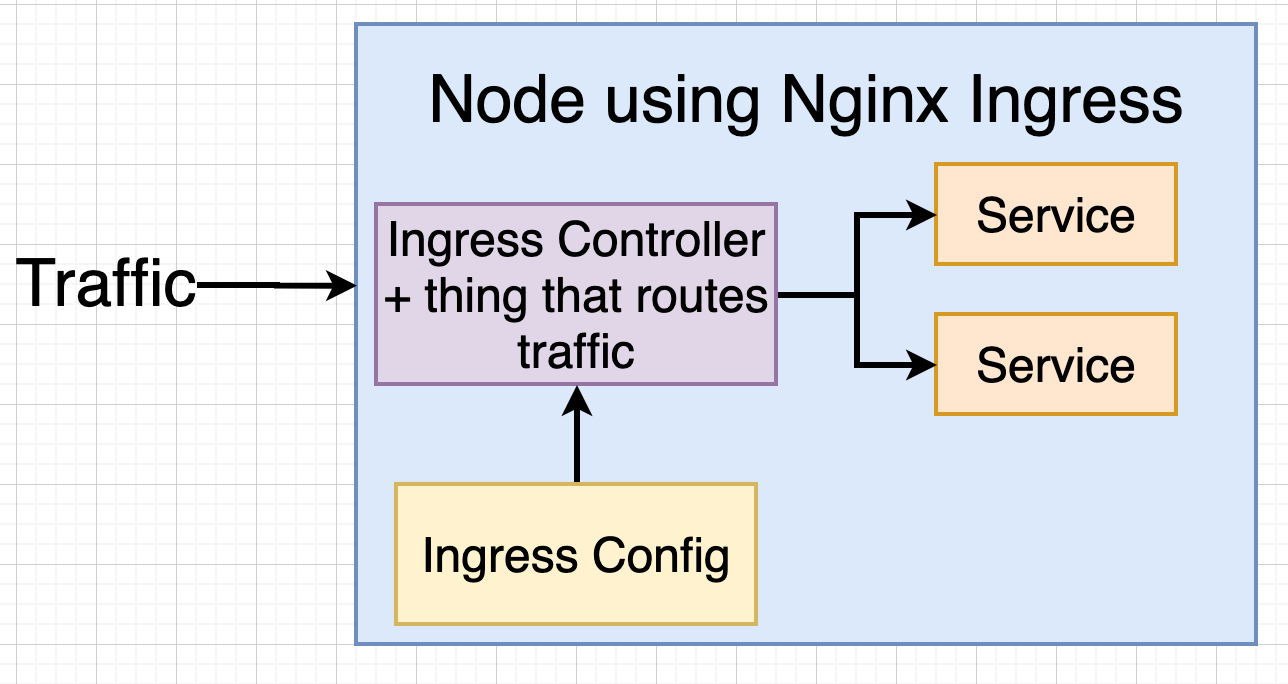 Node using Nginx Ingress
Traffic
Ingress Controller
+ thing that routes
traffic
Service
Service
Ingress Config